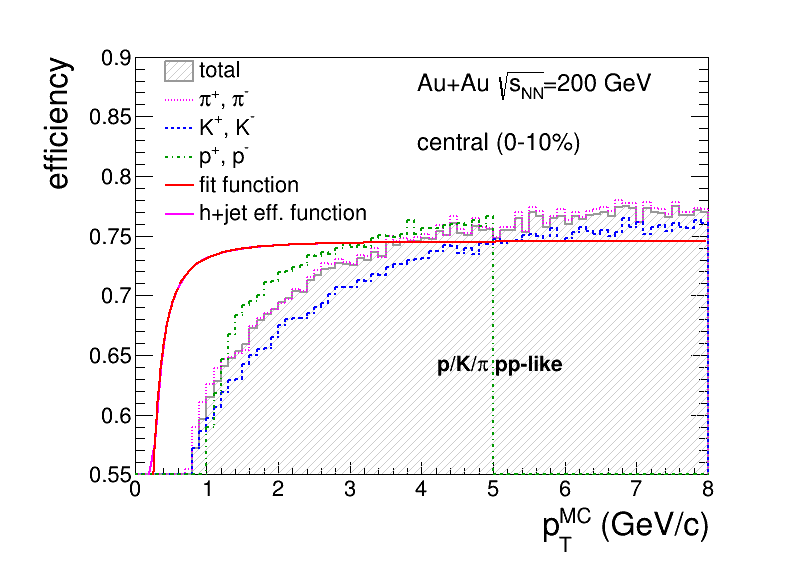 0.9
0.85
0.8
0.75
0.7
0.65
0.6
0.55
efficiency
total
π⁺, π⁻
K⁺, K⁻
p⁺, p⁻
fit function
h+jet eff. function
Au+Au √s_NN=200 GeV
central (0-10%)
p/K/π pp-like
0 1 2 3 4 5 6 7 8
p_T^MC (GeV/c)